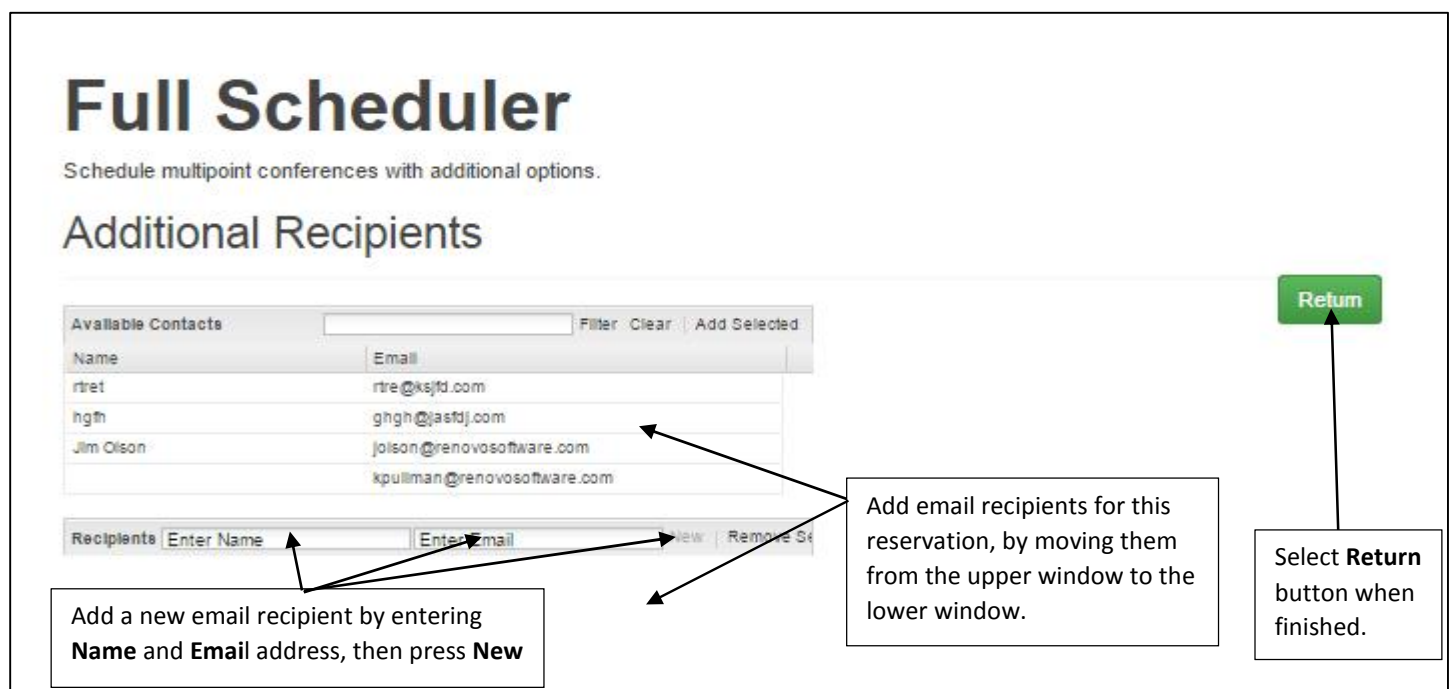 Full Scheduler
Schedule multipoint conferences with additional options.
Additional Recipients
Return
Available Contacts Filter Clear | Add Selected
Name Email
rtret rtre@ksjfd.com
hgfh ghgh@jasfdj.com
Jim Olson jolson@renovosoftware.com
kpullman@renovosoftware.com
Recipients Enter Name Enter Email New | Remove Se
Add email recipients for this
reservation, by moving them
from the upper window to the
lower window.
Select Return
button when
finished.
Add a new email recipient by entering
Name and Email address, then press New